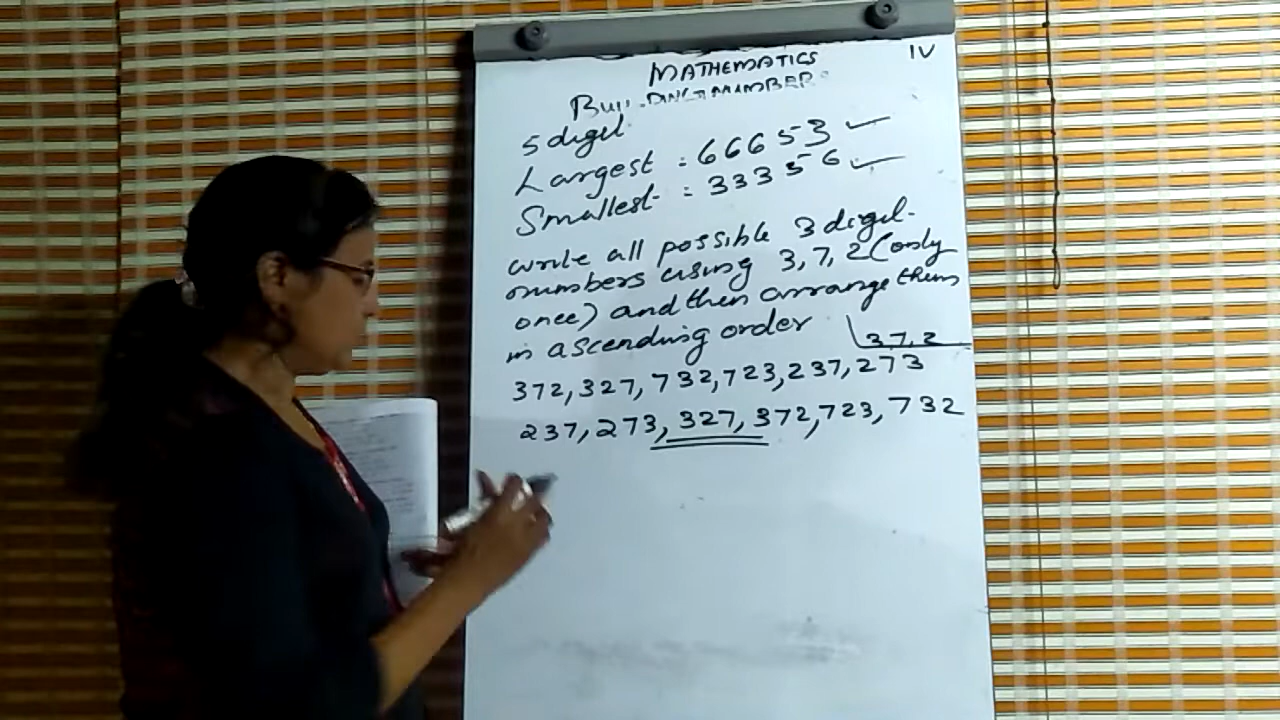 MATHEMATICS IV
NUMBER
5 digit
Largest : 66653 ✓
Smallest : 33356 ✓
write all possible 3 digit
numbers using 3, 7, 2 (only
once) and then arrange them
in ascending order 3 7, 2
372, 327, 732, 723, 237, 273
237, 273, 327, 372, 723, 732